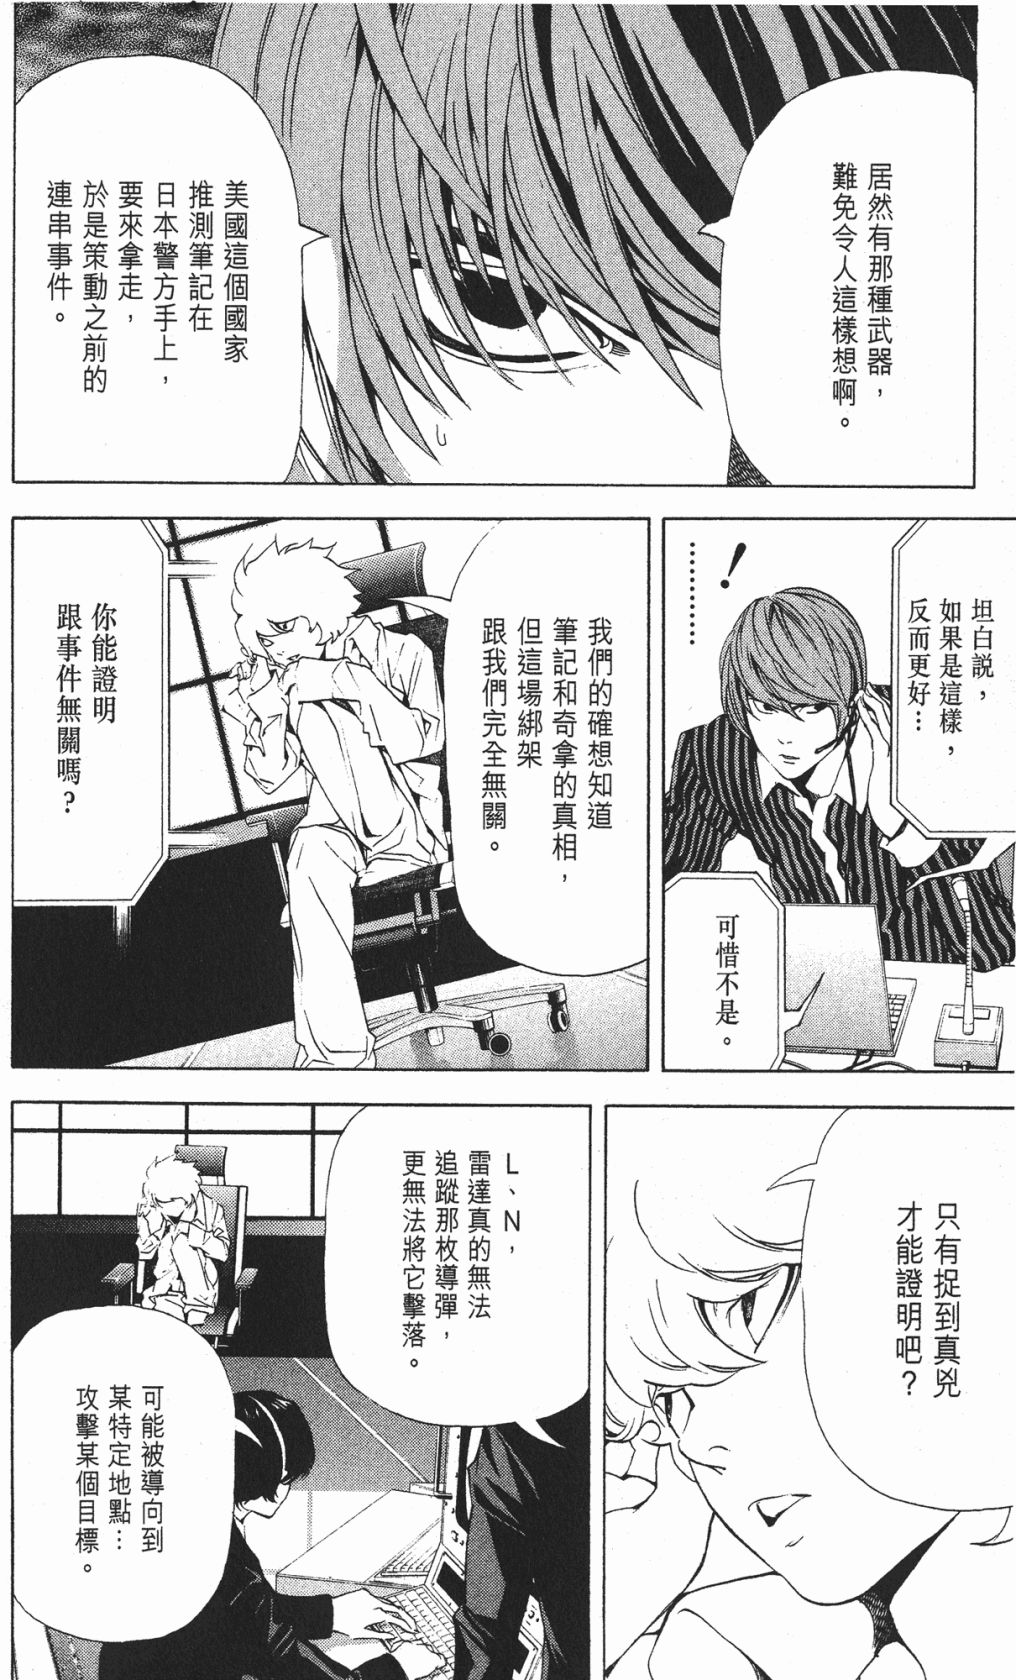 居然有那種武器，
難免令人這樣想啊。
美國這個國家
推測筆記在
日本警方手上，
要來拿走，
於是策動之前的
連串事件。
坦白說，
如果是這樣，
反而更好…
！
…………
可惜不是。
我們的確想知道
筆記和奇拿的真相，
但這場綁架
跟我們完全無關。
你能證明
跟事件無關嗎？
只有捉到真兇
才能證明吧？
L、N，
雷達真的無法
追蹤那枚導彈，
更無法將它擊落。
可能被導向到
某特定地點…
攻擊某個目標。